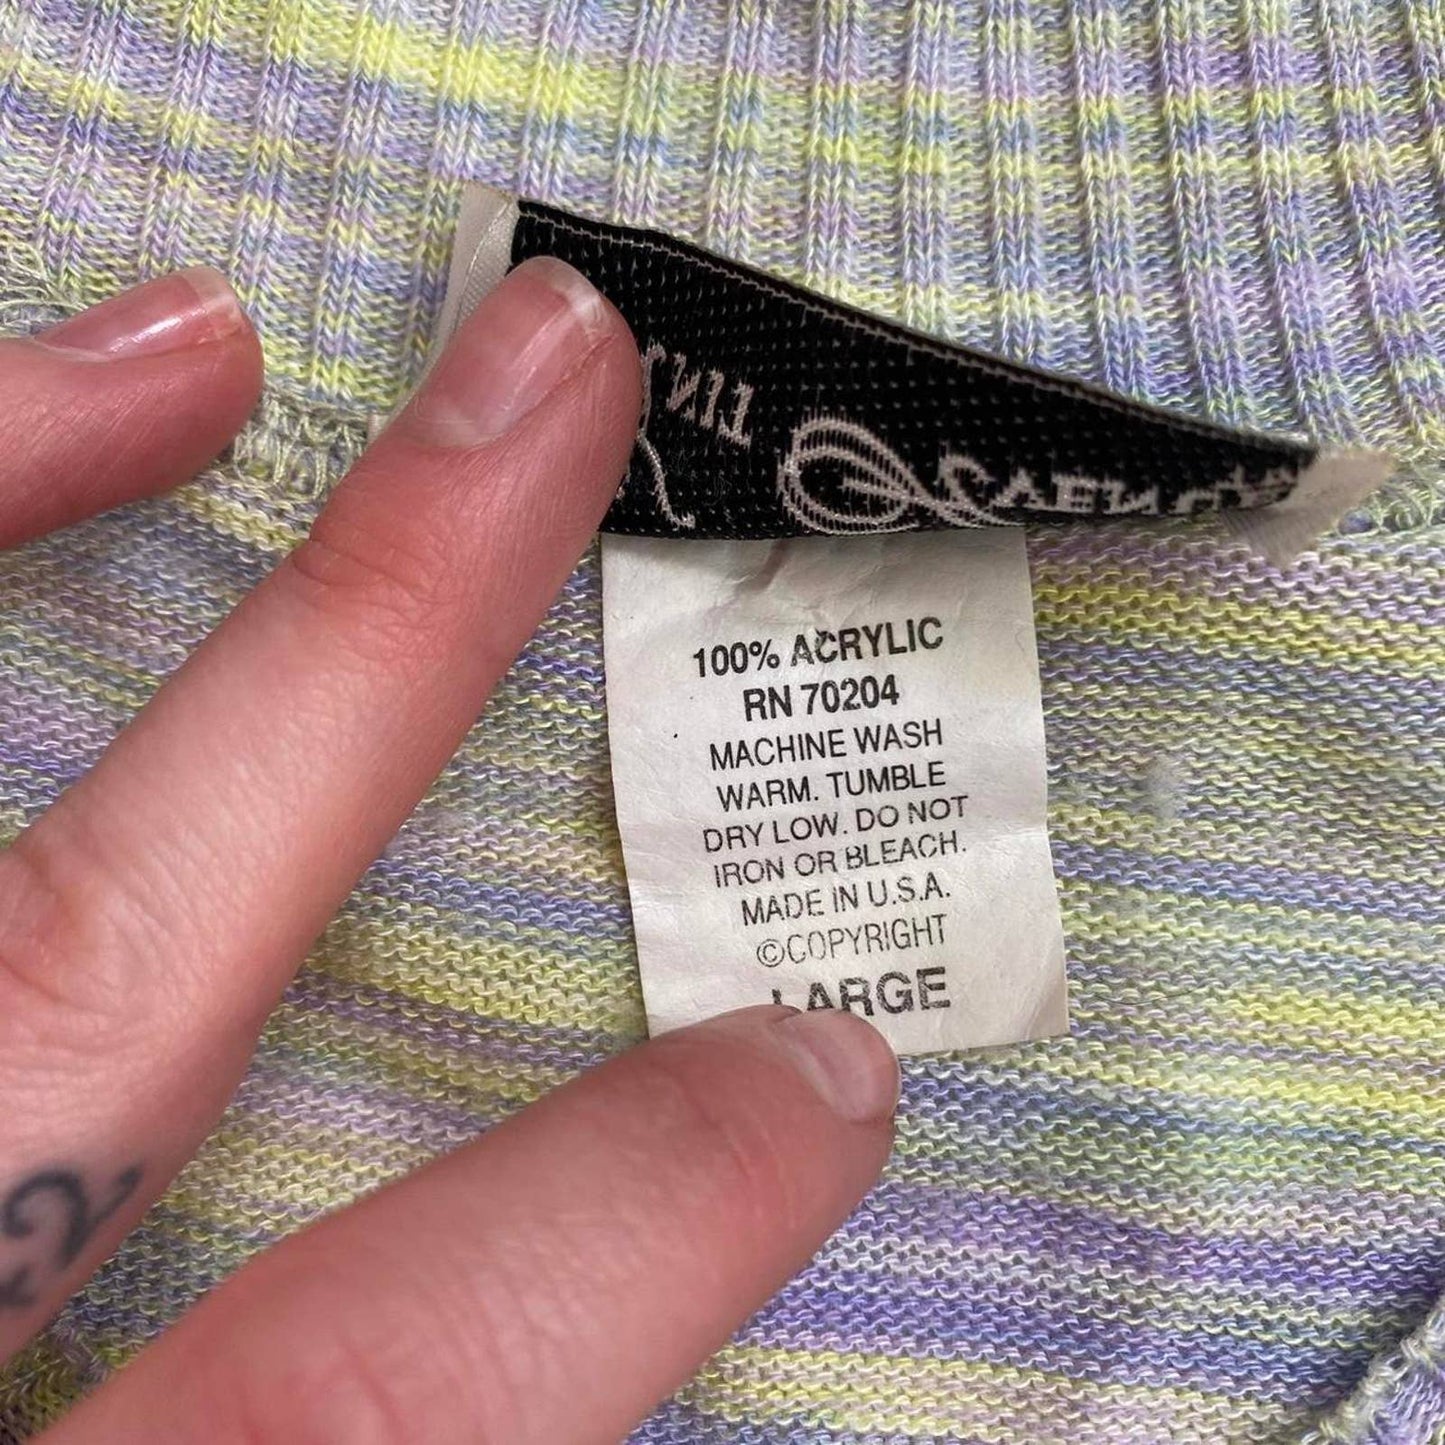 100% ACRYLIC
RN 70204
MACHINE WASH
WARM. TUMBLE
DRY LOW. DO NOT
IRON OR BLEACH.
MADE IN U.S.A.
©COPYRIGHT
LARGE